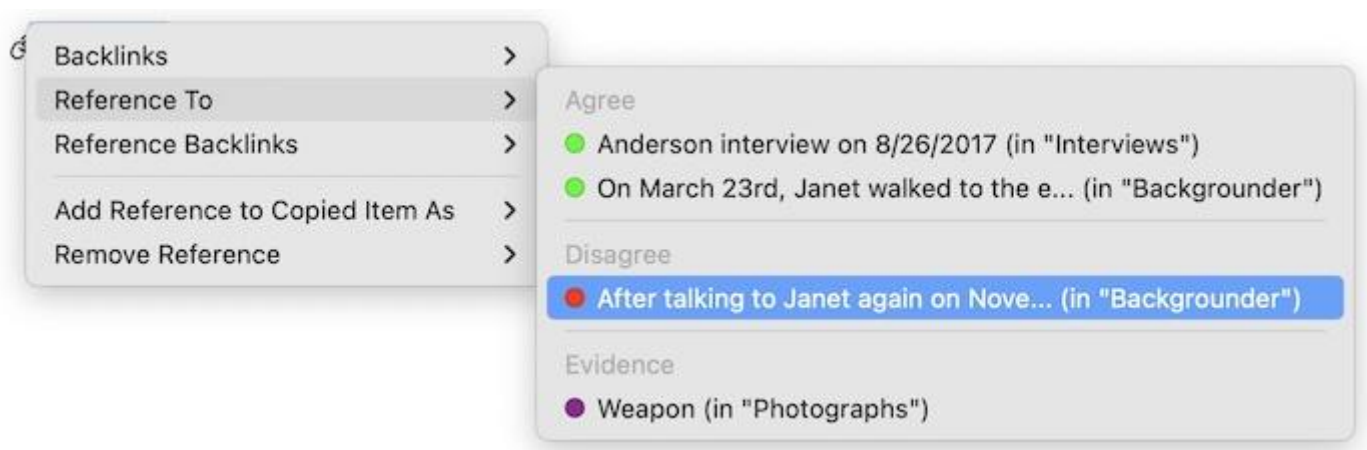 Backlinks
Reference To
Reference Backlinks
Add Reference to Copied Item As
Remove Reference
Agree
Anderson interview on 8/26/2017 (in "Interviews")
On March 23rd, Janet walked to the e... (in "Backgrounder")
Disagree
After talking to Janet again on Nove... (in "Backgrounder")
Evidence
Weapon (in "Photographs")